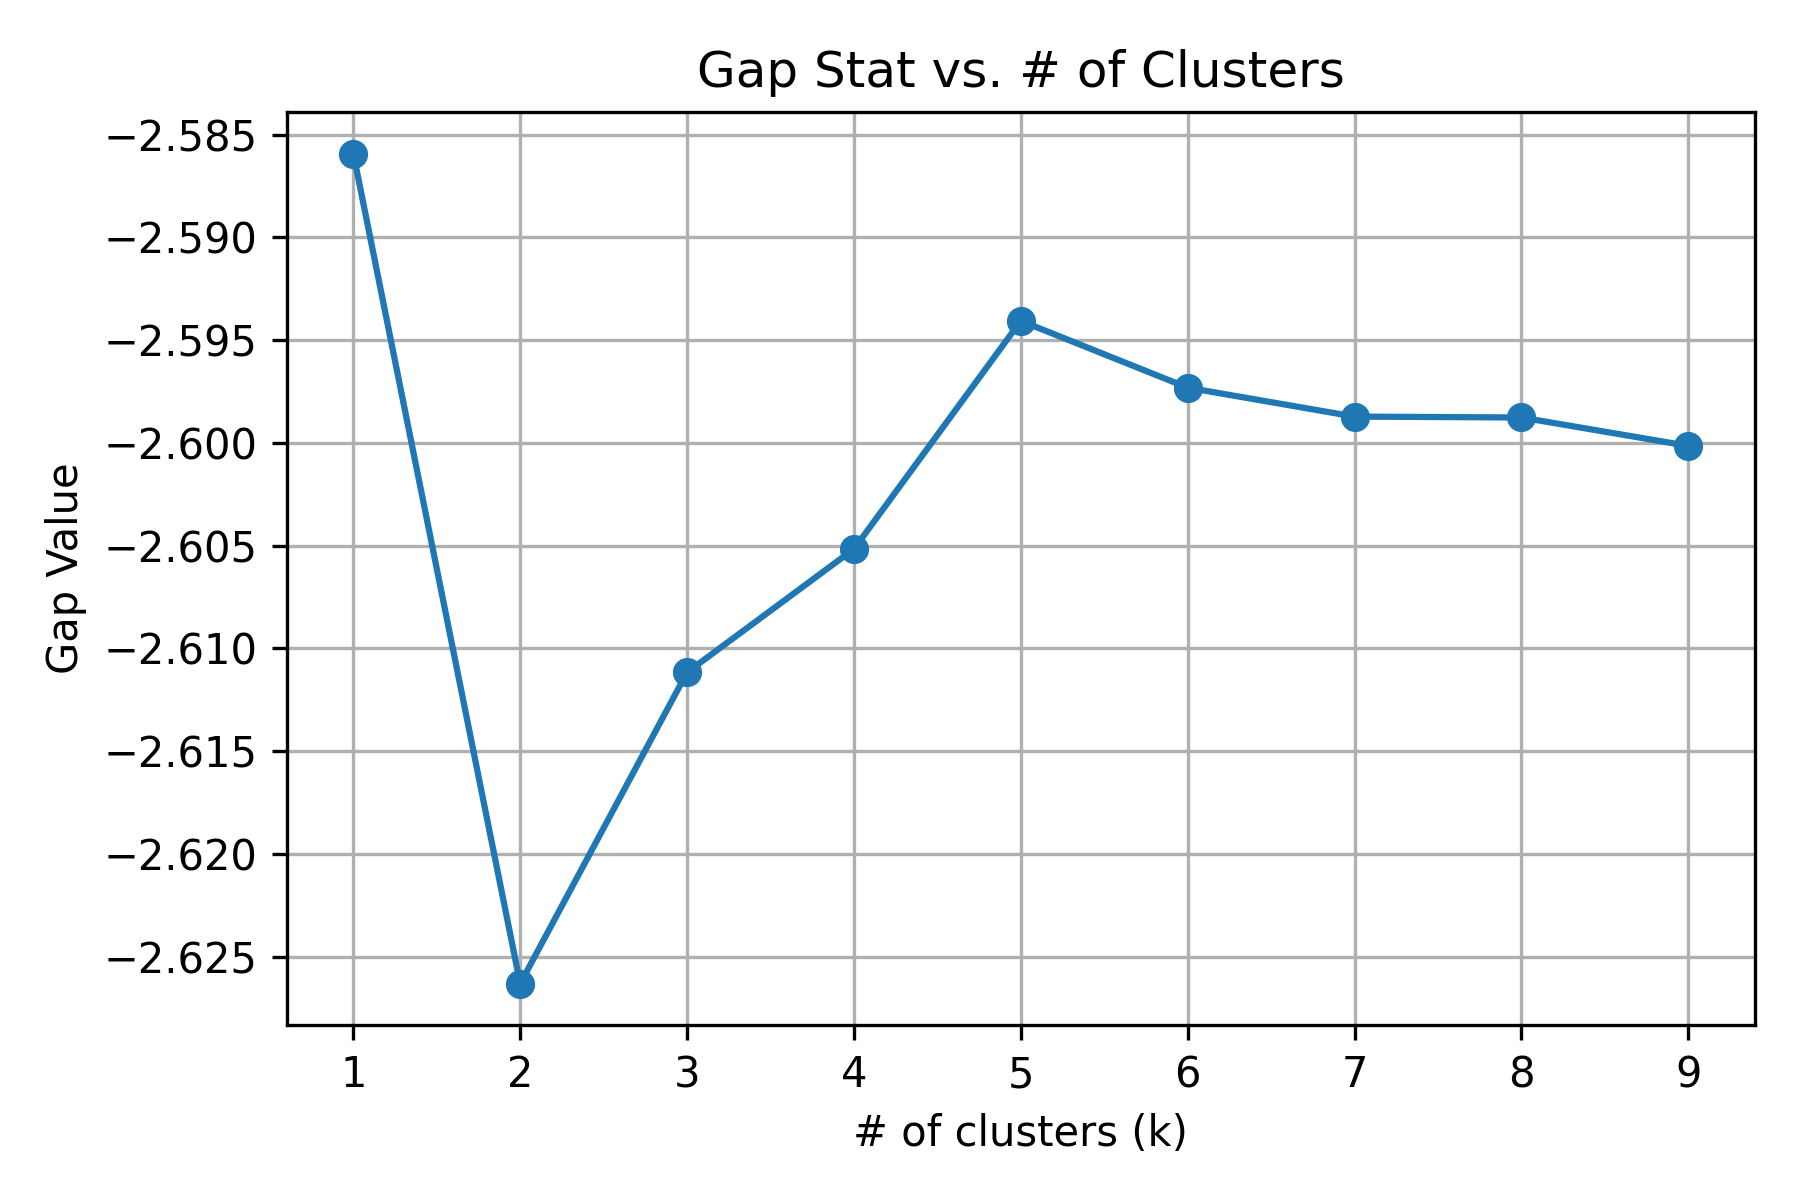 Gap Stat vs. # of Clusters
−2.585
−2.590
−2.595
−2.600
−2.605
−2.610
−2.615
−2.620
−2.625
Gap Value
1 2 3 4 5 6 7 8 9
# of clusters (k)